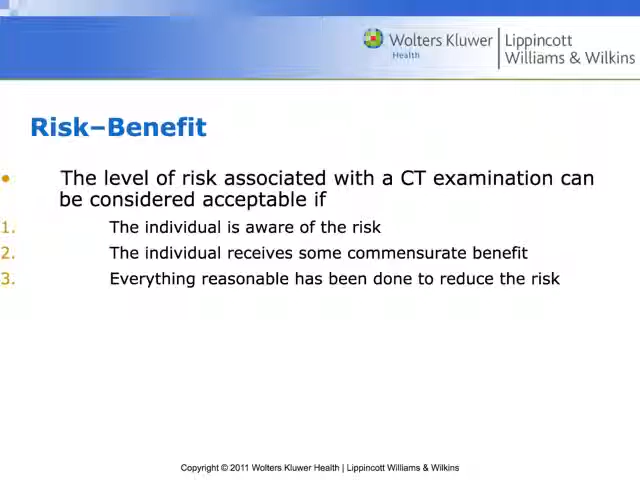 Wolters Kluwer
Health
Lippincott
Williams & Wilkins
Risk–Benefit
• The level of risk associated with a CT examination can
be considered acceptable if
1. The individual is aware of the risk
2. The individual receives some commensurate benefit
3. Everything reasonable has been done to reduce the risk
Copyright © 2011 Wolters Kluwer Health | Lippincott Williams & Wilkins